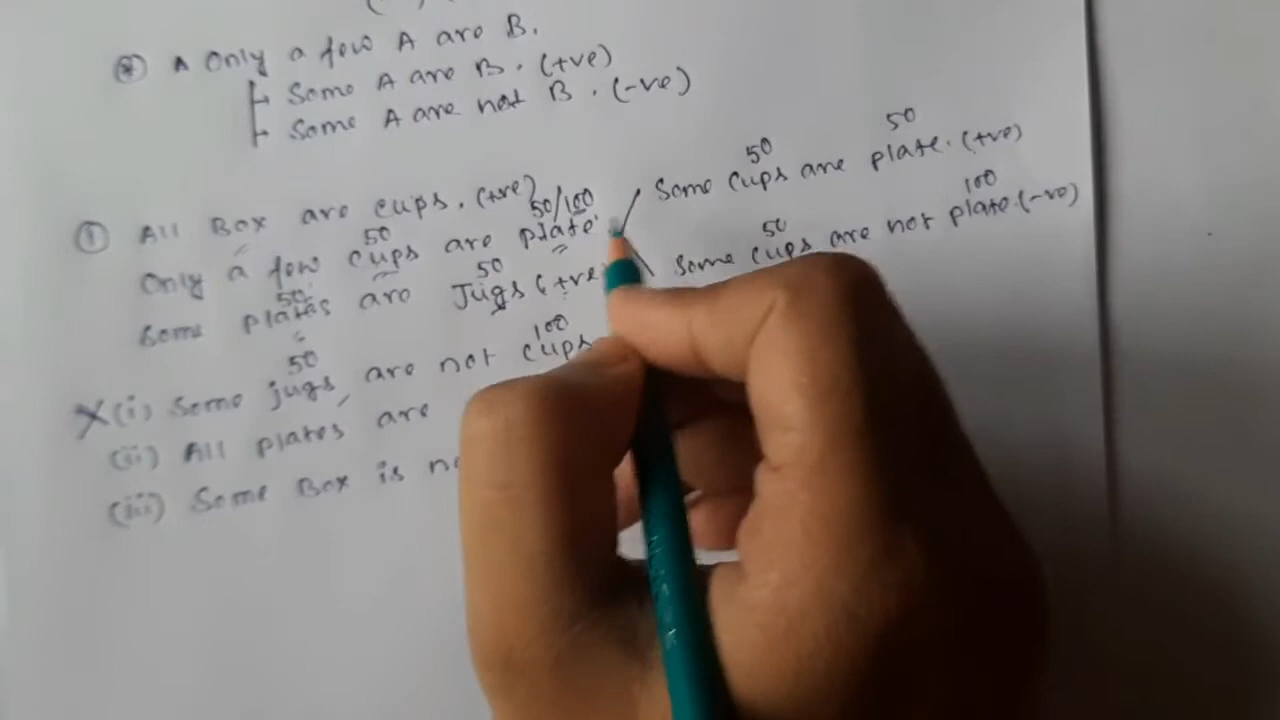 A Only a few A are B.
Some A are B. (+ve)
Some A are not B. (-ve)
50 50
Some cups are plate. (+ve)
50 100
Some cups are not plate. (-ve)
① All Box are cups. (+ve)
50 50/100
Only a few cups are plate.
50 50
Some plates are Jugs (+ve
50 100
X (i) Some jugs are not cups
(ii) All plates are
(iii) Some Box is